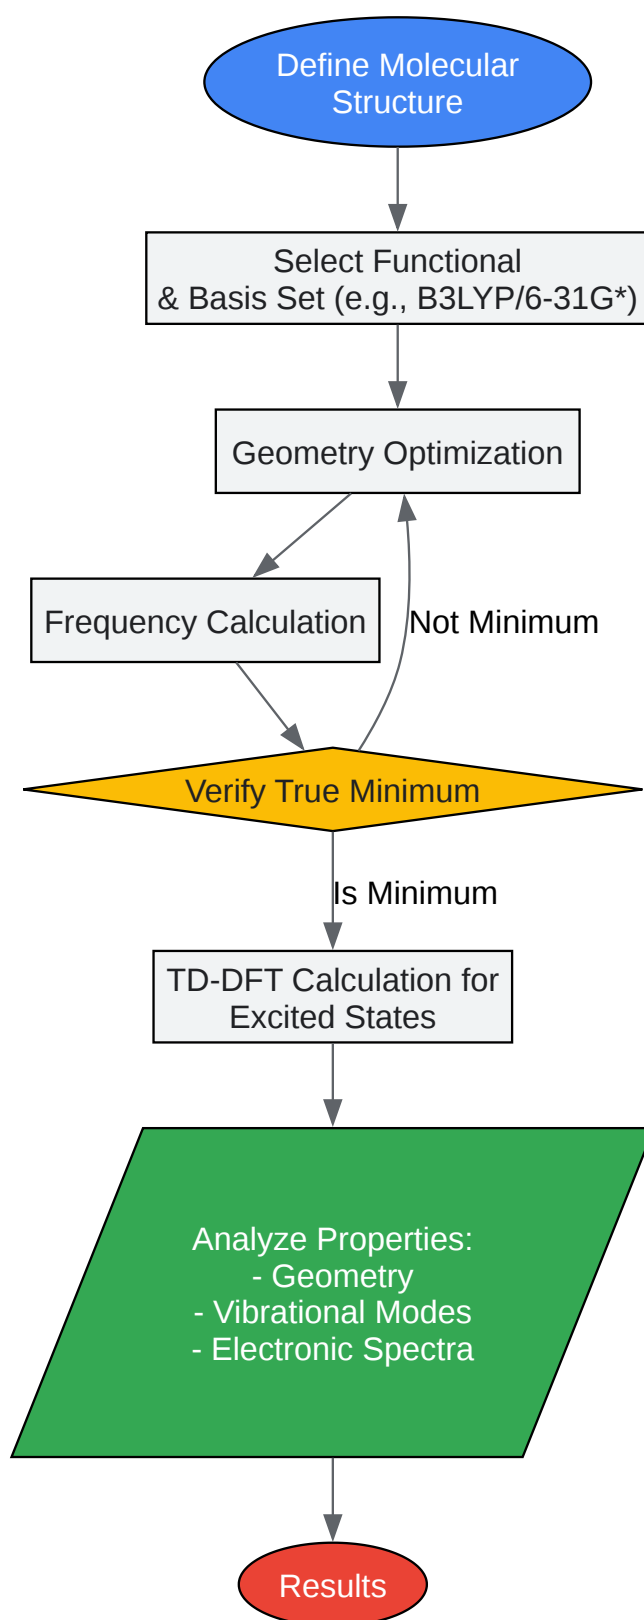 Define Molecular
Structure
Select Functional
& Basis Set (e.g., B3LYP/6-31G*)
Geometry Optimization
Frequency Calculation
Not Minimum
Verify True Minimum
Is Minimum
TD-DFT Calculation for
Excited States
Analyze Properties:
- Geometry
- Vibrational Modes
- Electronic Spectra
Results